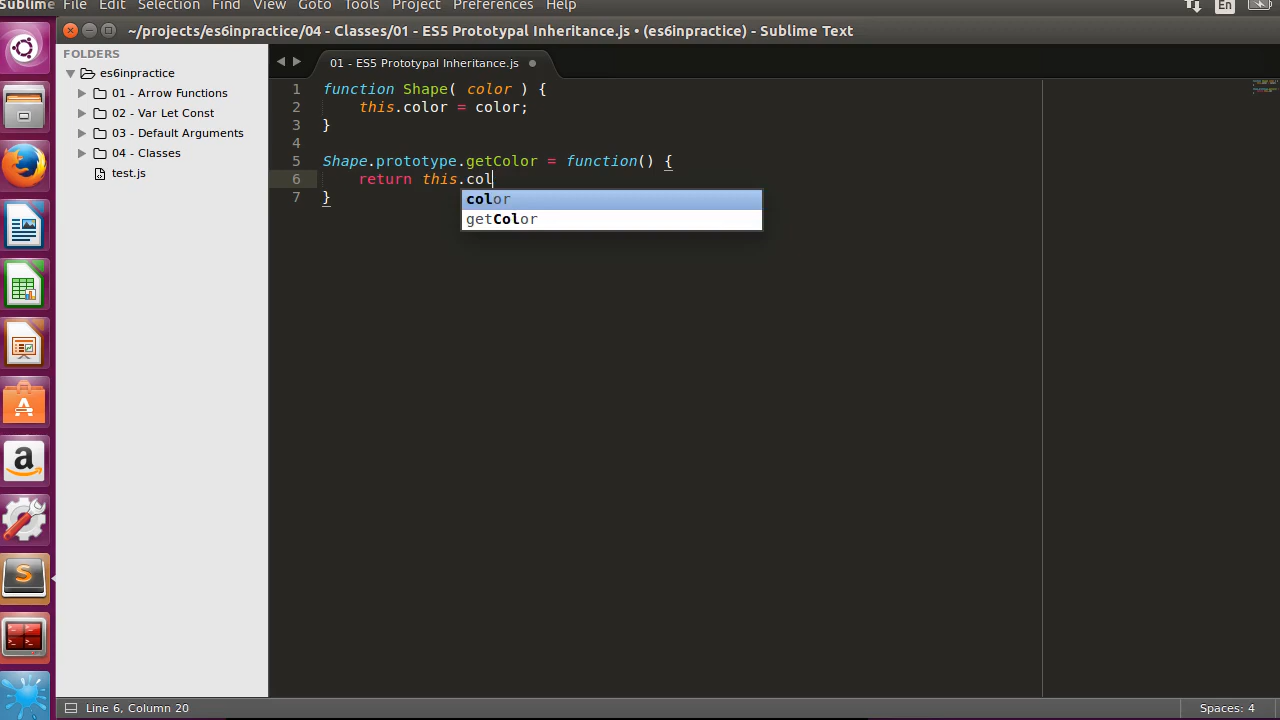 Sublime File Edit Selection Find View Goto Tools Project Preferences Help En
~/projects/es6inpractice/04 - Classes/01 - ES5 Prototypal Inheritance.js • (es6inpractice) - Sublime Text
FOLDERS
es6inpractice
01 - Arrow Functions
02 - Var Let Const
03 - Default Arguments
04 - Classes
test.js
01 - ES5 Prototypal Inheritance.js
1 function Shape( color ) {
2 this.color = color;
3 }
4
5 Shape.prototype.getColor = function() {
6 return this.col
7 }
color
getColor
Line 6, Column 20
Spaces: 4